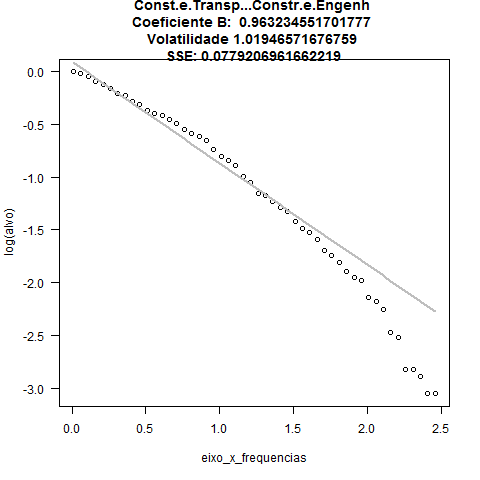 Const.e.Transp...Constr.e.Engenh
Coeficiente B:  0.963234551701777
Volatilidade 1.01946571676759
SSE: 0.0779206961662219
0.0
-0.5
-1.0
-1.5
-2.0
-2.5
-3.0
log(alvo)
0.0 0.5 1.0 1.5 2.0 2.5
eixo_x_frequencias